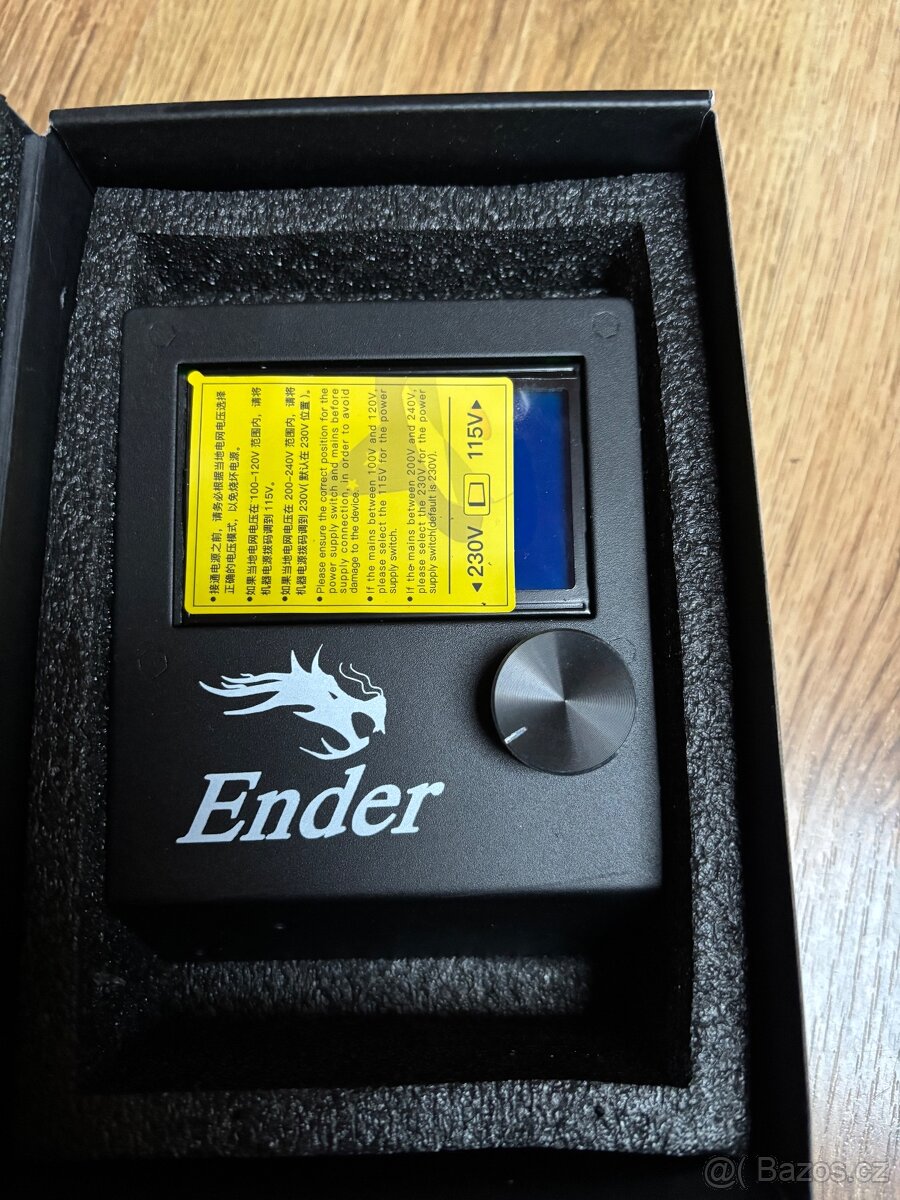 • 接通电源之前，请务必根据当地电网电压选择
正确的电压模式，以免烧坏电源。
• 如果当地电网电压在 100-120V 范围内，请将
机器电源拨码调到 115V。
• 如果当地电网电压在 200-240V 范围内，请将
机器电源拨码调到 230V(默认在 230V 位置)。
• Please ensure the correct position for the
power supply switch and mains before
supply connection, in order to avoid
damage to the device.
• If the mains between 100V and 120V,
please select the 115V for the power
supply switch.
• If the mains between 200V and 240V,
please select the 230V for the power
supply switch(default is 230V).
◄230V 115V►
Ender
@( Bazos.cz